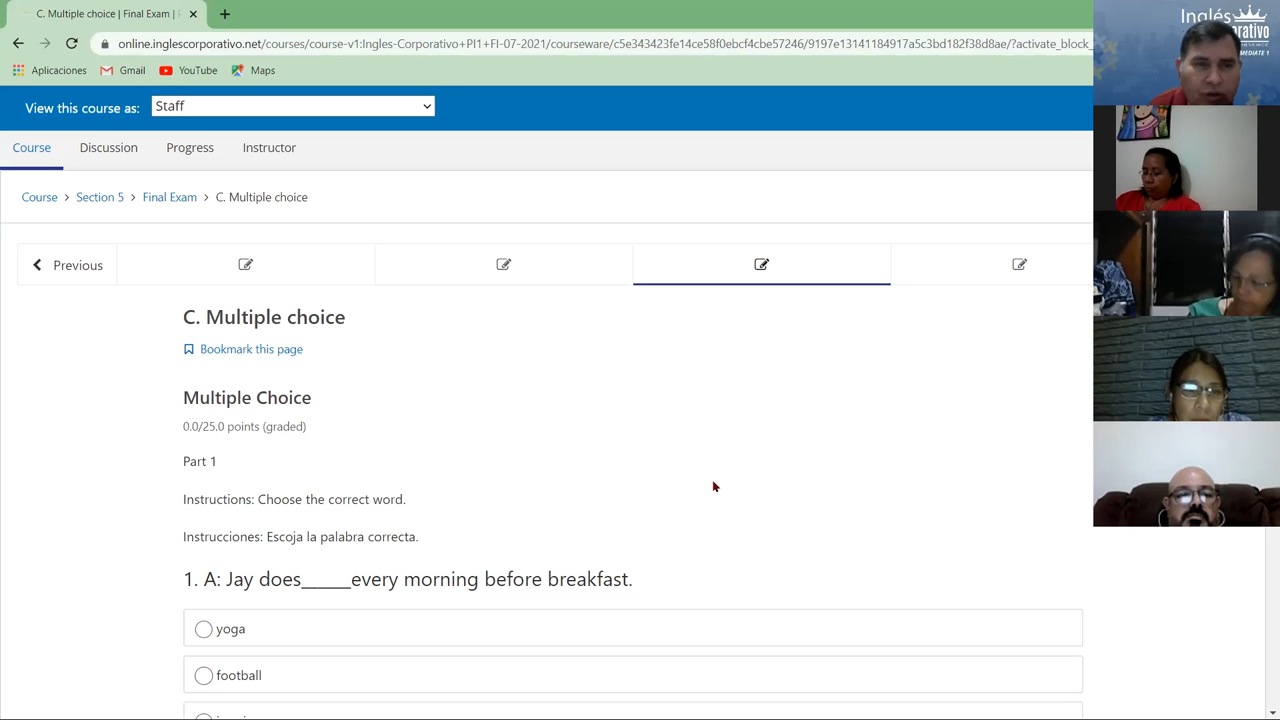 C. Multiple choice | Final Exam |
online.inglescorporativo.net/courses/course-v1:Ingles-Corporativo+PI1+FI-07-2021/courseware/c5e343423fe14ce58f0ebcf4cbe57246/9197e13141184917a5c3bd182f38d8ae/?activate_block_
Aplicaciones Gmail YouTube Maps
View this course as: Staff
Course Discussion Progress Instructor
Course > Section 5 > Final Exam > C. Multiple choice
Previous
C. Multiple choice
Bookmark this page
Multiple Choice
0.0/25.0 points (graded)
Part 1
Instructions: Choose the correct word.
Instrucciones: Escoja la palabra correcta.
1. A: Jay does______every morning before breakfast.
yoga
football
Inglés